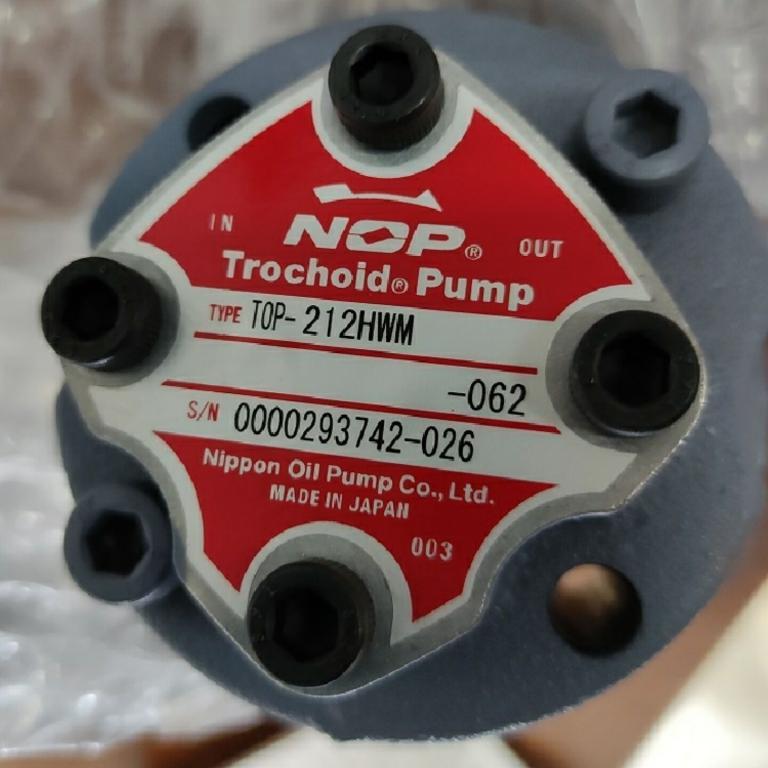 IN
NOP®
OUT
Trochoid® Pump
TYPE TOP-212HWM
-062
S/N 0000293742-026
Nippon Oil Pump Co., Ltd.
MADE IN JAPAN
003